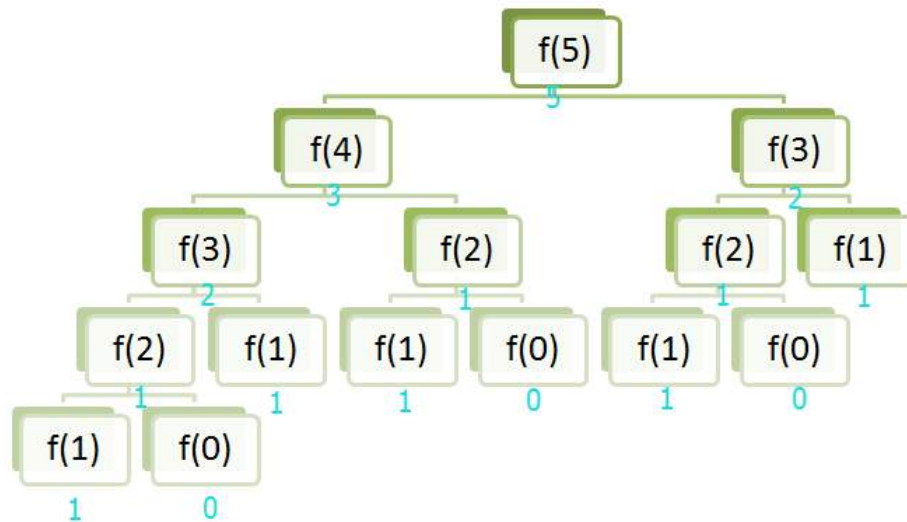 f(5)
5
f(4) f(3)
3 2
f(3) f(2) f(2) f(1)
2 1 1 1
f(2) f(1) f(1) f(0) f(1) f(0)
1 1 1 0 1 0
f(1) f(0)
1 0